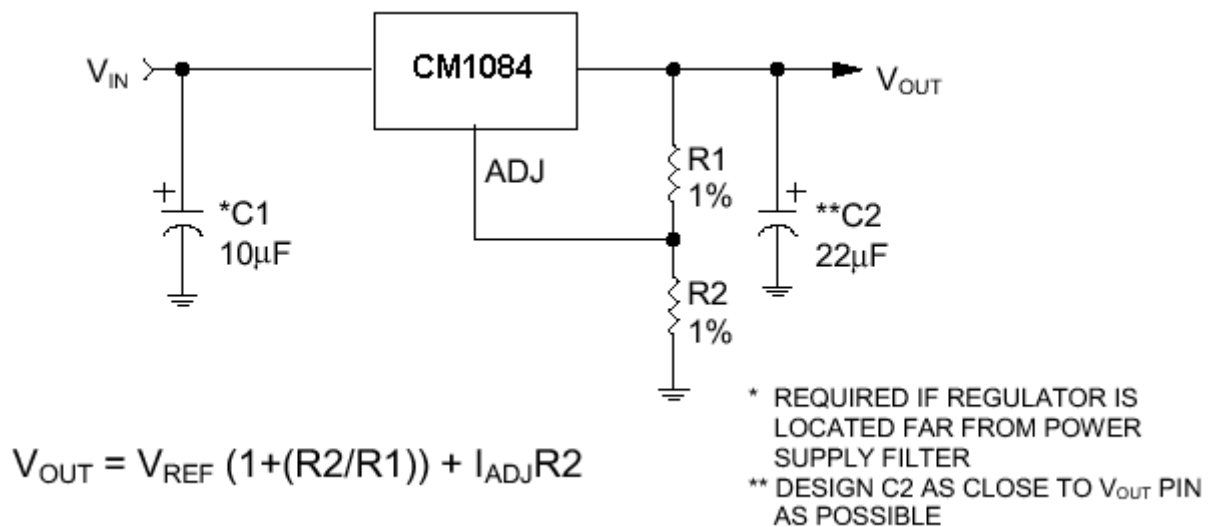 CM1084
V_IN
V_OUT
ADJ
R1
1%
*C1
10µF
**C2
22µF
R2
1%
* REQUIRED IF REGULATOR IS
LOCATED FAR FROM POWER
SUPPLY FILTER
** DESIGN C2 AS CLOSE TO V_OUT PIN
AS POSSIBLE
V_OUT = V_REF (1+(R2/R1)) + I_ADJR2